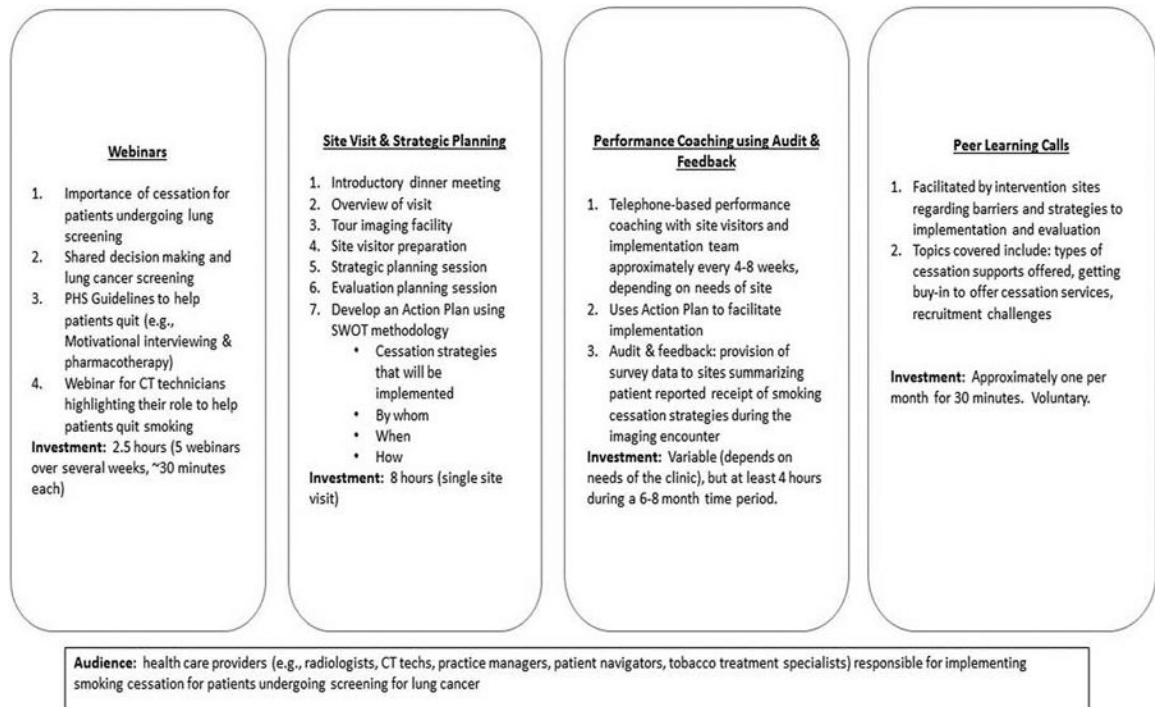 Webinars
1. Importance of cessation for
patients undergoing lung
screening
2. Shared decision making and
lung cancer screening
3. PHS Guidelines to help
patients quit (e.g.,
Motivational interviewing &
pharmacotherapy)
4. Webinar for CT technicians
highlighting their role to help
patients quit smoking
Investment: 2.5 hours (5 webinars
over several weeks, ~30 minutes
each)
Site Visit & Strategic Planning
1. Introductory dinner meeting
2. Overview of visit
3. Tour imaging facility
4. Site visitor preparation
5. Strategic planning session
6. Evaluation planning session
7. Develop an Action Plan using
SWOT methodology
• Cessation strategies
that will be
implemented
• By whom
• When
• How
Investment: 8 hours (single site
visit)
Performance Coaching using Audit &
Feedback
1. Telephone-based performance
coaching with site visitors and
implementation team
approximately every 4-8 weeks,
depending on needs of site
2. Uses Action Plan to facilitate
implementation
3. Audit & feedback: provision of
survey data to sites summarizing
patient reported receipt of smoking
cessation strategies during the
imaging encounter
Investment: Variable (depends on
needs of the clinic), but at least 4 hours
during a 6-8 month time period.
Peer Learning Calls
1. Facilitated by intervention sites
regarding barriers and strategies to
implementation and evaluation
2. Topics covered include: types of
cessation supports offered, getting
buy-in to offer cessation services,
recruitment challenges
Investment: Approximately one per
month for 30 minutes. Voluntary.
Audience: health care providers (e.g., radiologists, CT techs, practice managers, patient navigators, tobacco treatment specialists) responsible for implementing
smoking cessation for patients undergoing screening for lung cancer